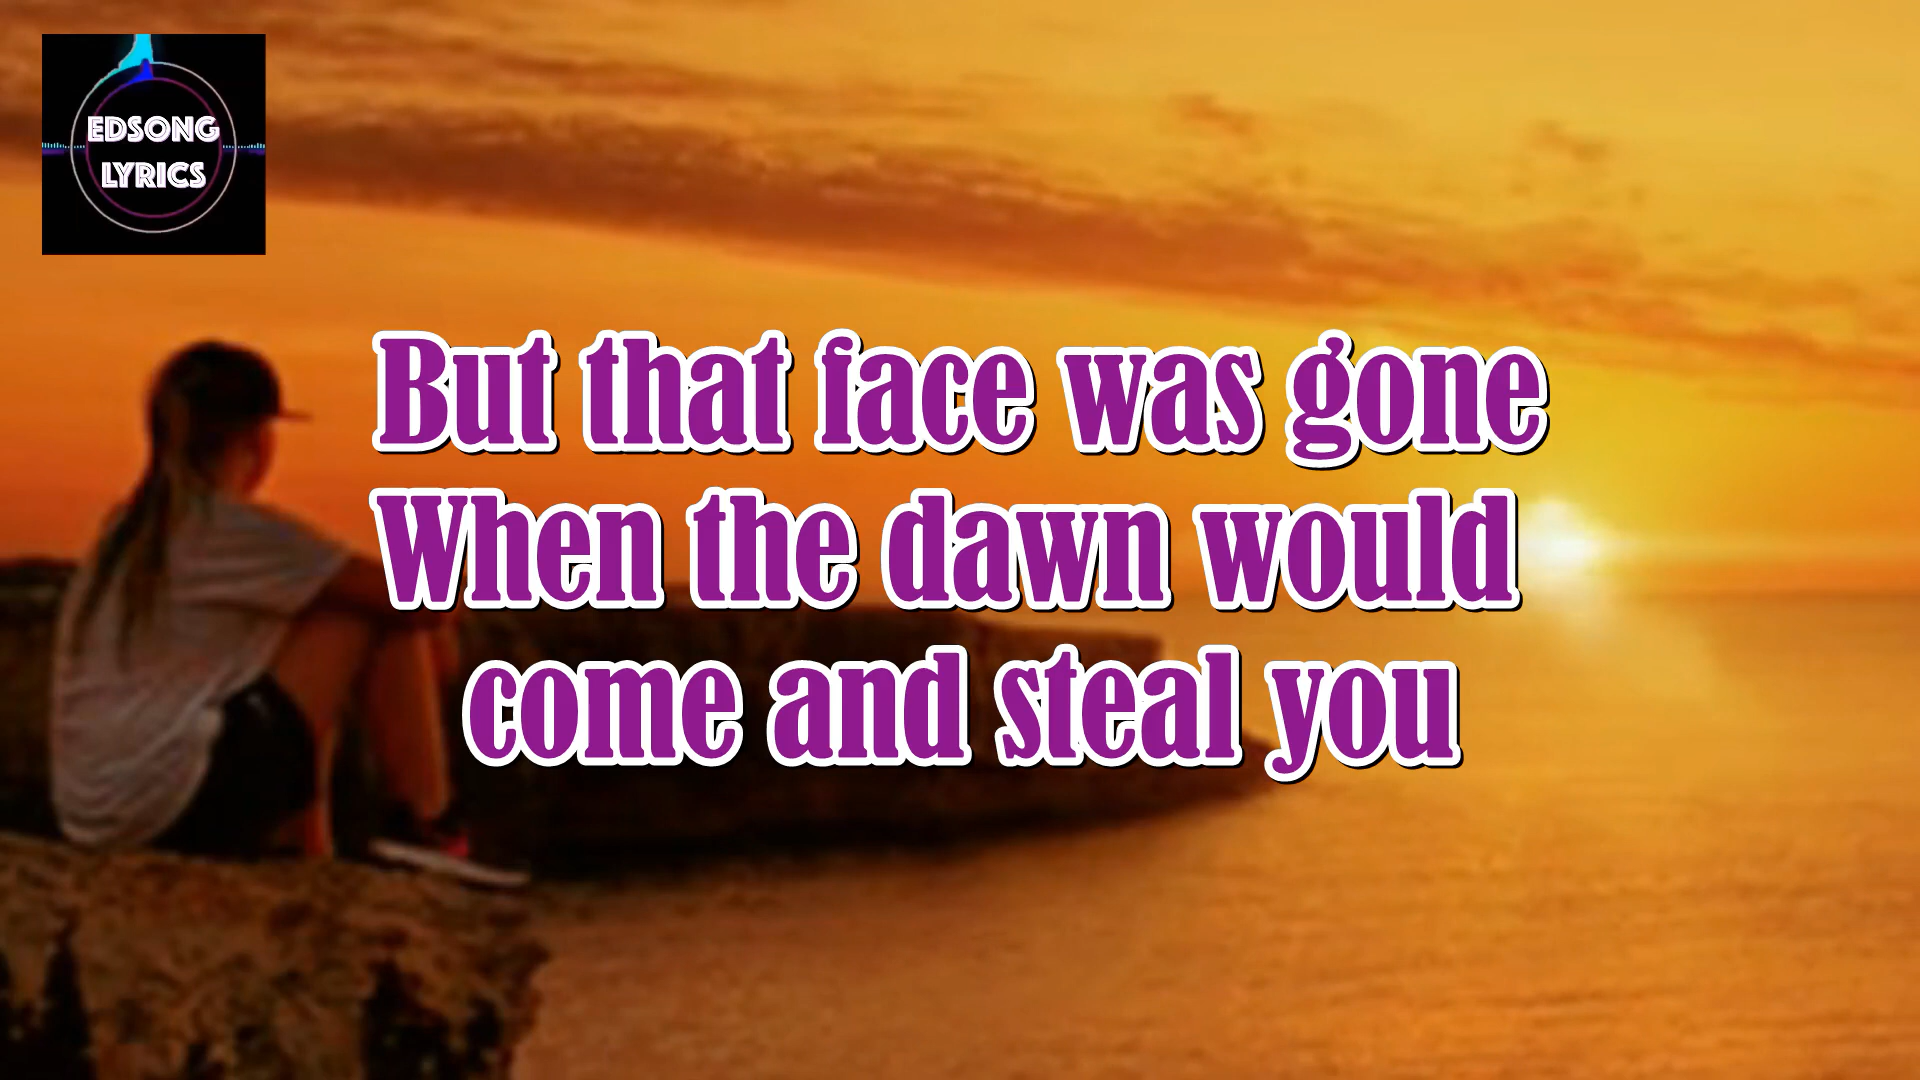 EDSONG
LYRICS
But that face was gone
When the dawn would
come and steal you